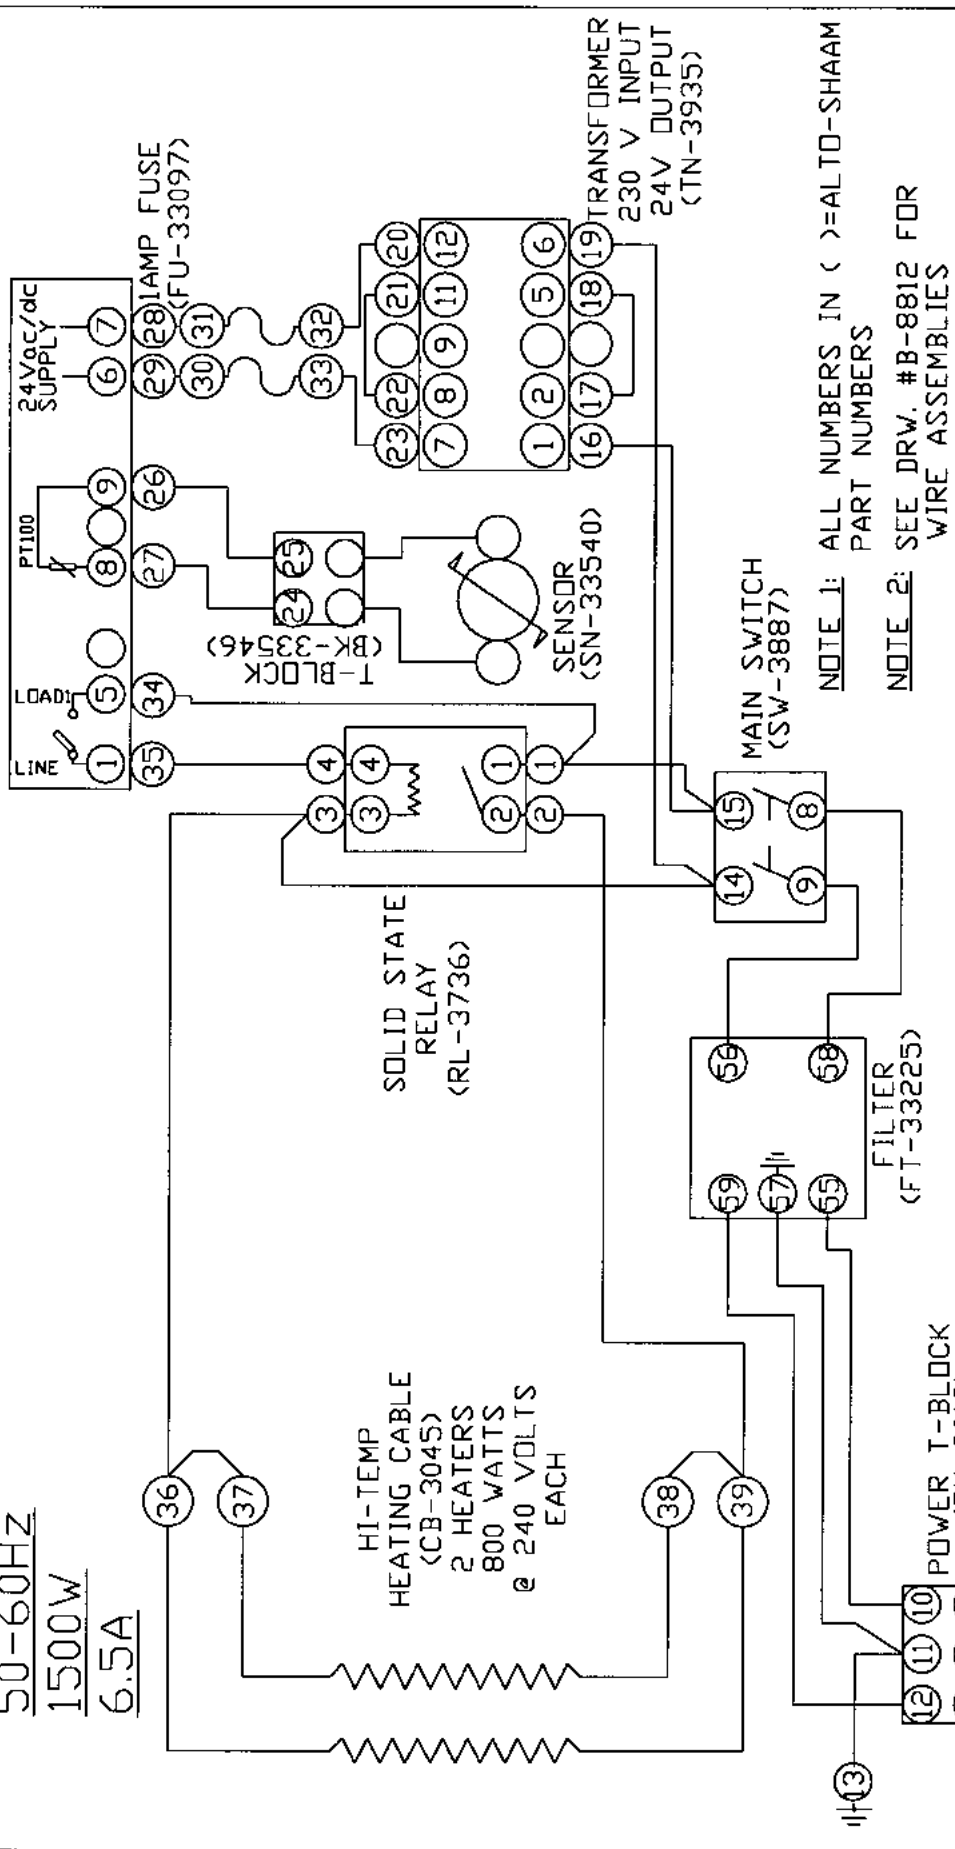 50-60Hz
1500W
6.5A
24Vac/dc
SUPPLY
PT100
LOAD1
LINE
1
5
8
9
6
7
35
34
27
26
29
28
30
31
33
32
1AMP FUSE
(FU-33097)
23
22
21
20
7
8
9
11
12
1
2
5
6
16
17
18
19
TRANSFORMER
230 V INPUT
24V OUTPUT
(TN-3935)
24
25
T-BLOCK
(BK-33546)
SENSOR
(SN-33540)
3
4
3
4
2
1
2
1
SOLID STATE
RELAY
(RL-3736)
MAIN SWITCH
(SW-3887)
14
15
9
8
36
37
38
39
HI-TEMP
HEATING CABLE
(CB-3045)
2 HEATERS
800 WATTS
@ 240 VOLTS
EACH
59
57
55
56
58
FILTER
(FT-33225)
12
11
10
13
POWER T-BLOCK
NOTE 1: ALL NUMBERS IN ( )=ALTO-SHAAM
PART NUMBERS
NOTE 2: SEE DRW. #B-8812 FOR
WIRE ASSEMBLIES